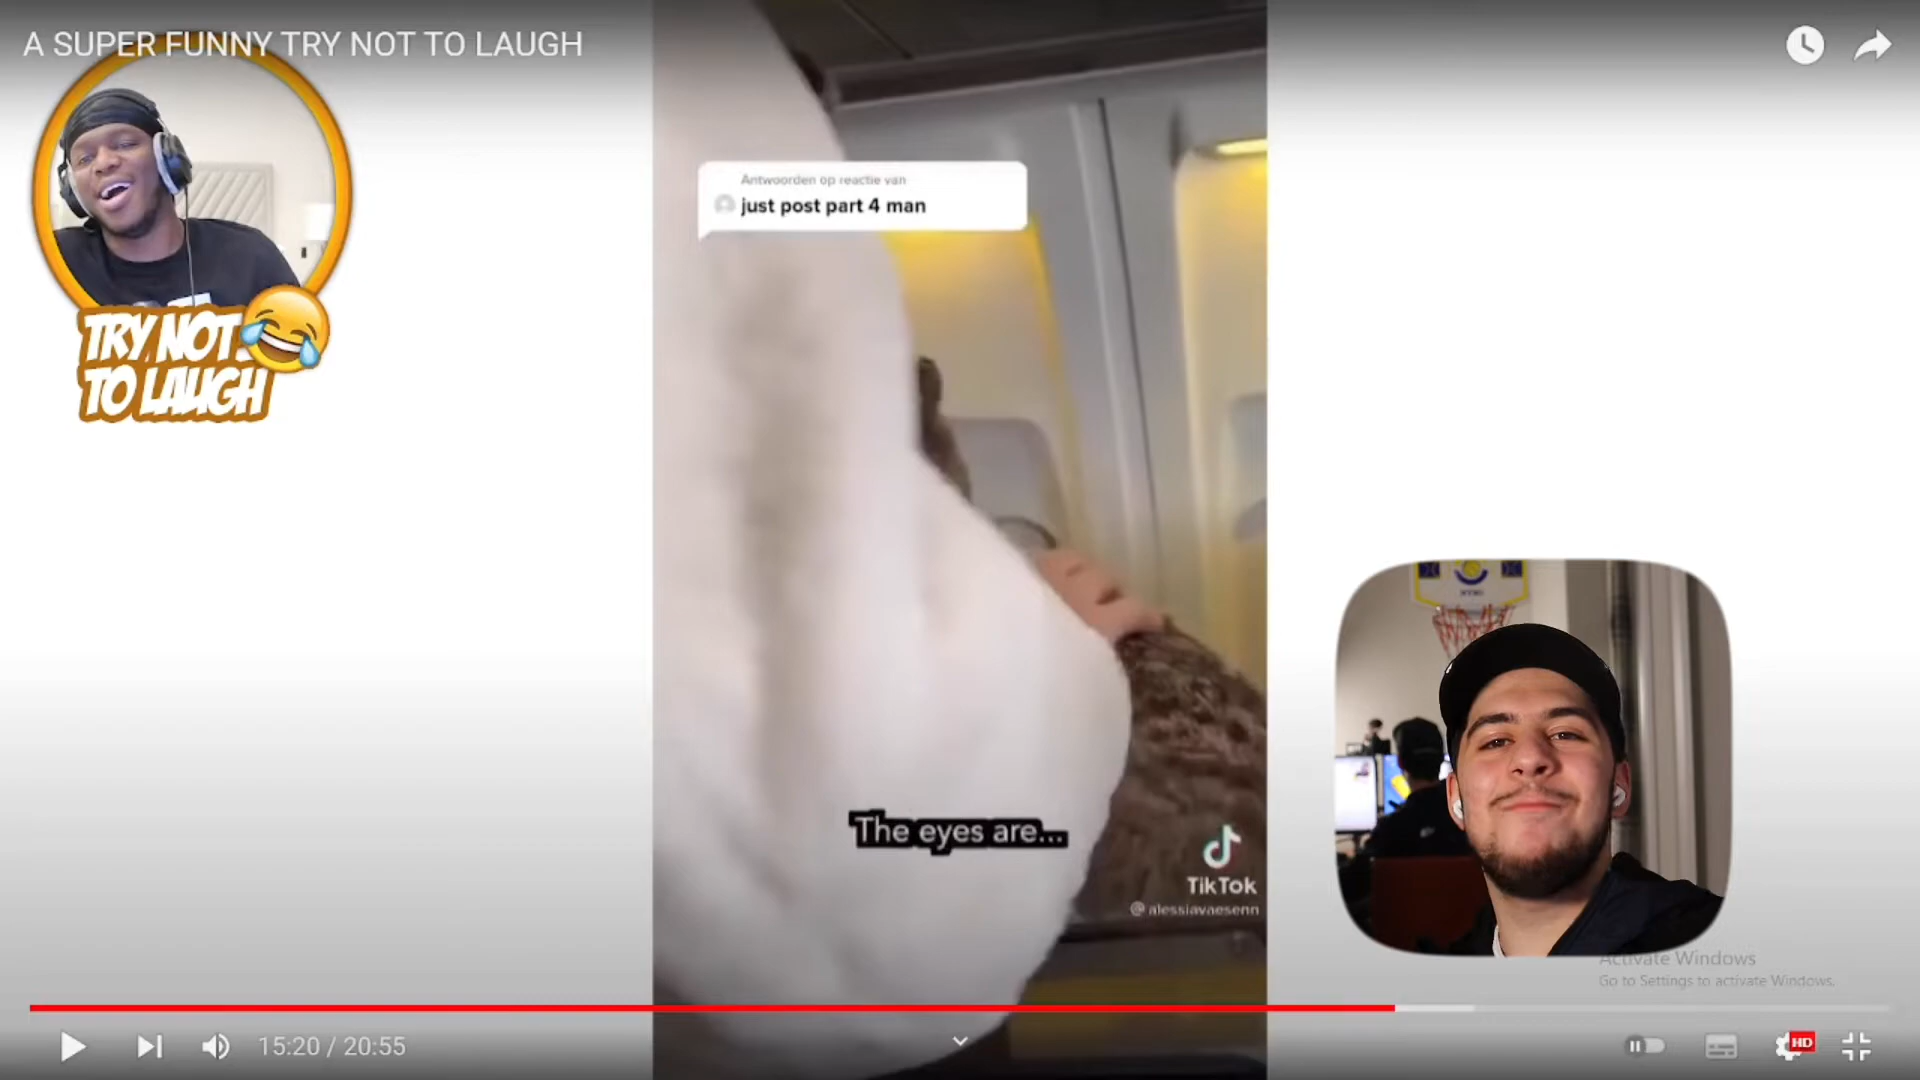 A SUPER FUNNY TRY NOT TO LAUGH
TRY NOT
TO LAUGH
Antwoorden op reactie van
just post part 4 man
The eyes are...
TikTok
@alessiavaesenn
Activate Windows
Go to Settings to activate Windows.
15:20 / 20:55
HD